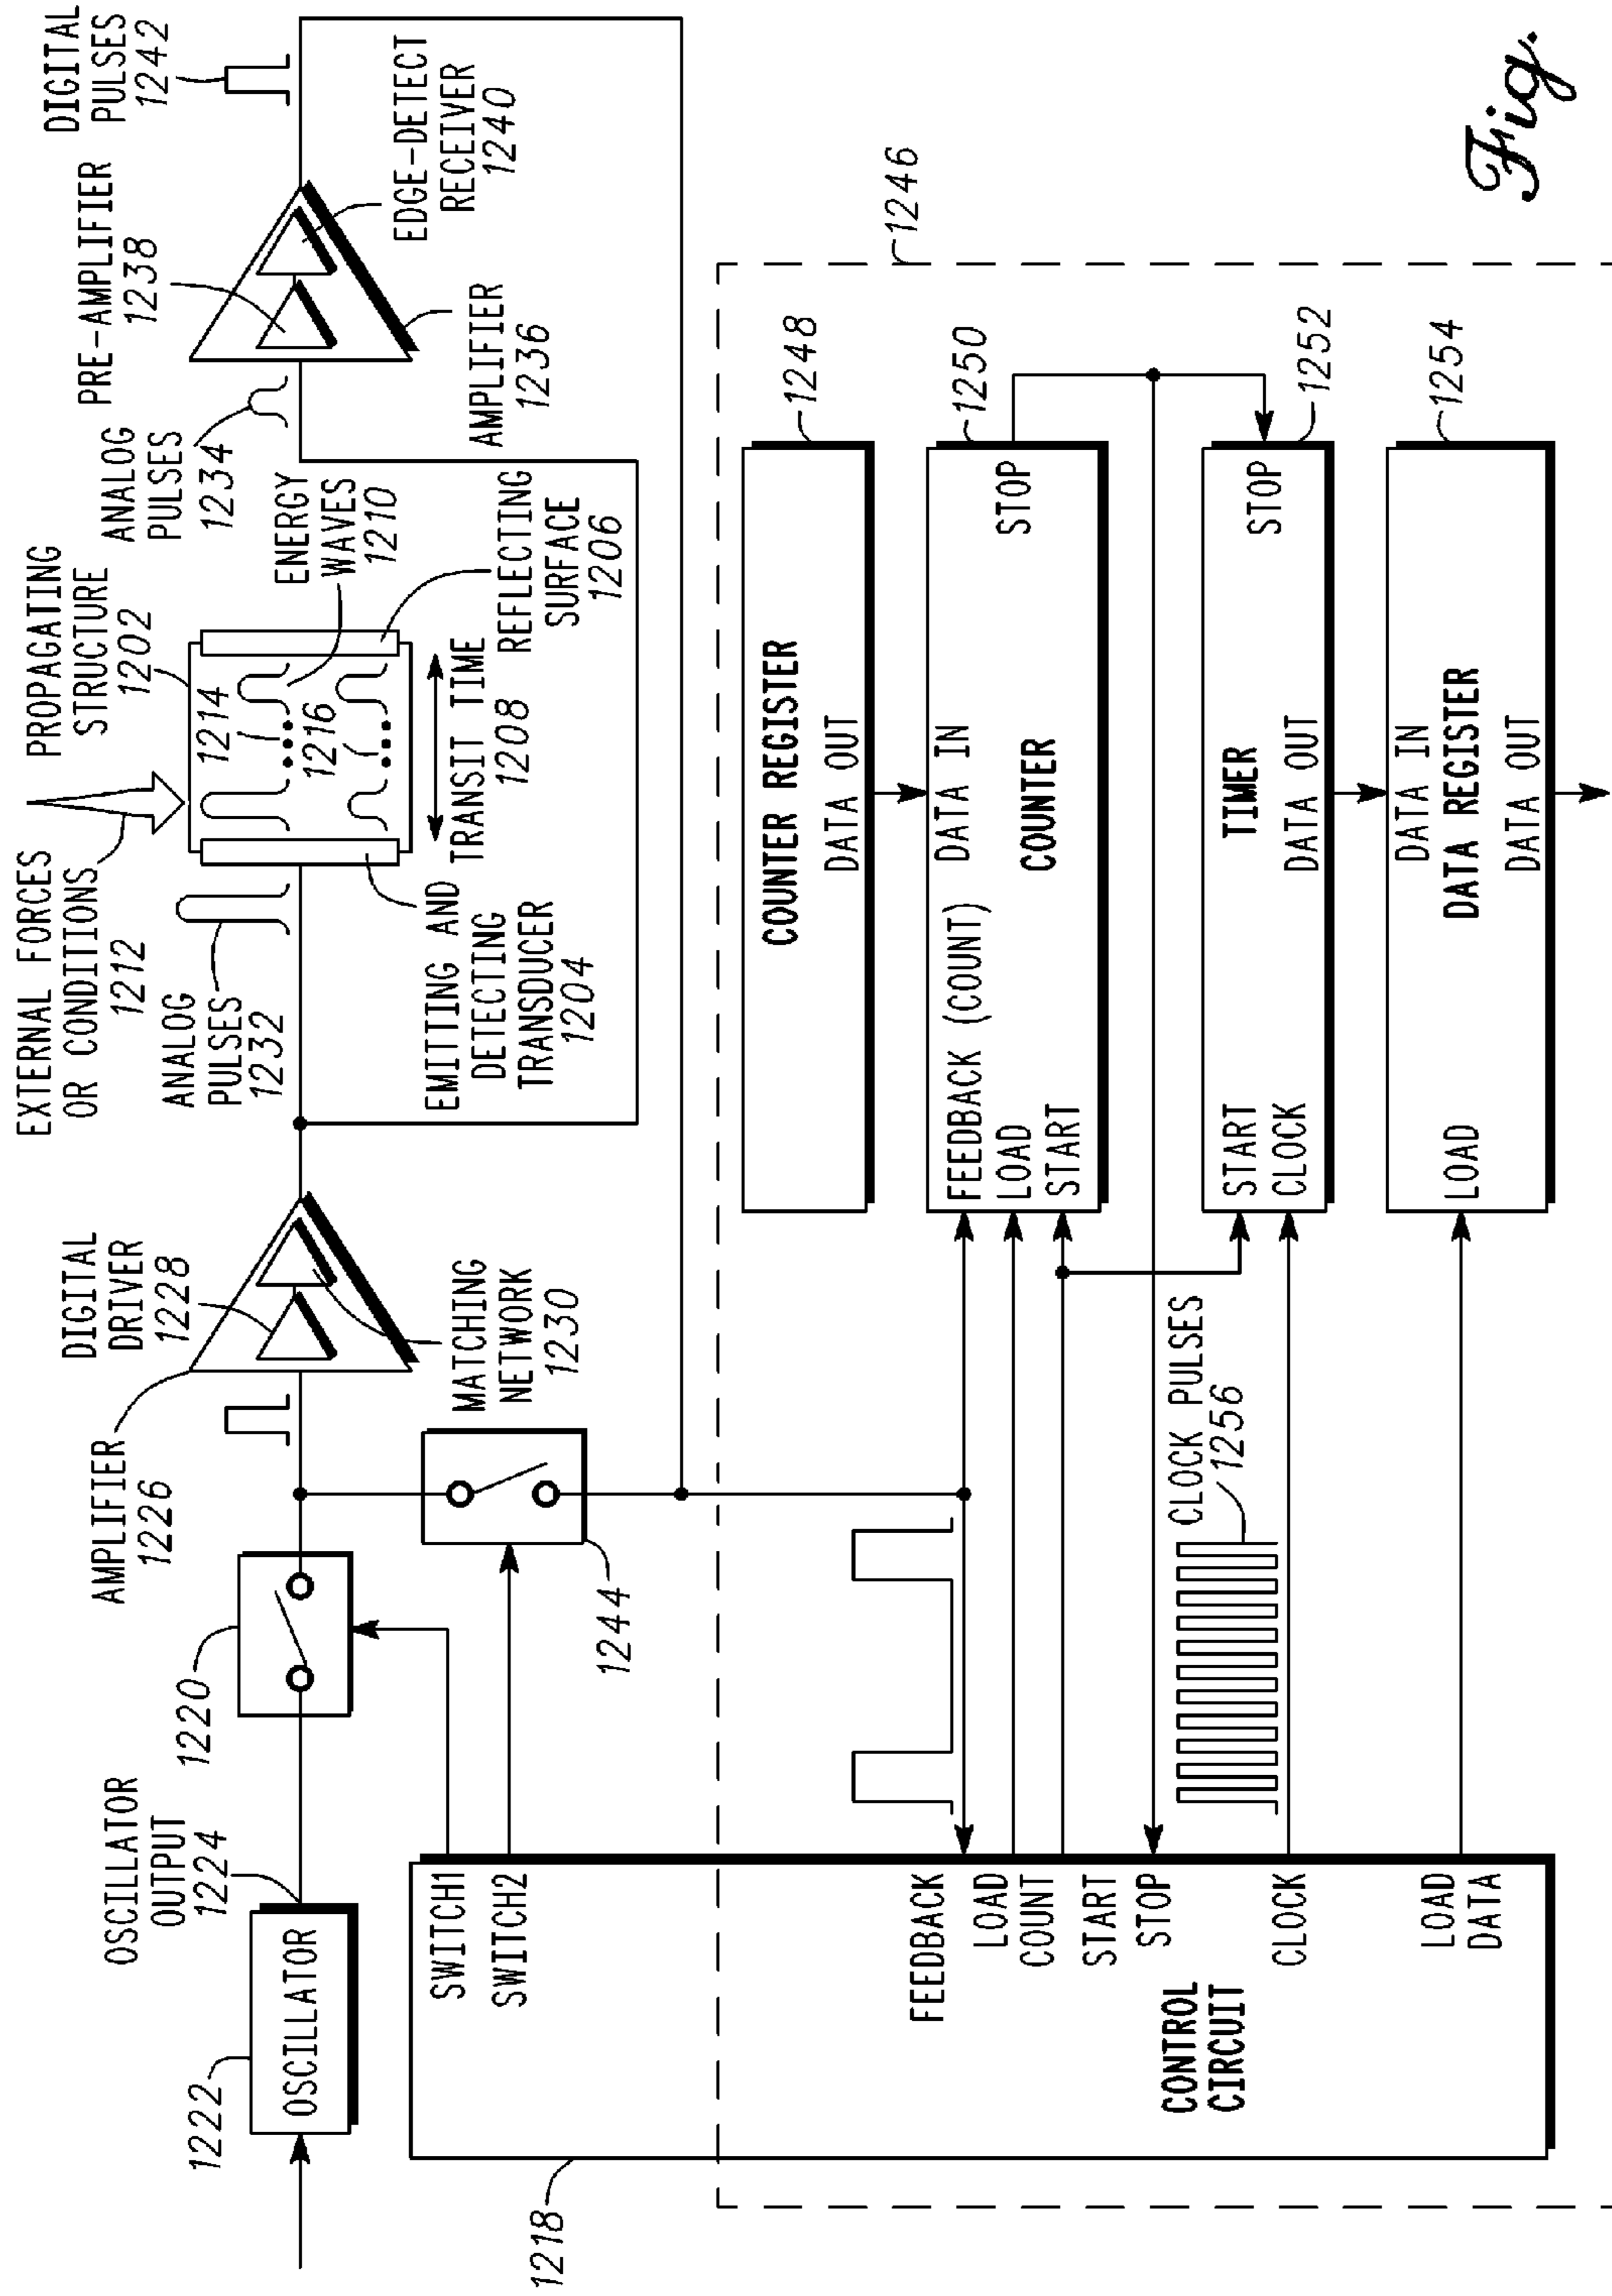 EXTERNAL FORCES
OR CONDITIONS
1212
PROPAGATING
STRUCTURE
1202
DIGITAL
PULSES
1242
PRE-AMPLIFIER
1238
ANALOG
PULSES
1234
ENERGY
WAVES
1210
1214
1216
EDGE-DETECT
RECEIVER
1240
AMPLIFIER
1236
REFLECTING
SURFACE
1206
TRANSIT TIME
1208
EMITTING AND
DETECTING
TRANSDUCER
1204
ANALOG
PULSES
1232
DIGITAL
DRIVER
1228
AMPLIFIER
1226
MATCHING
NETWORK
1230
1220
OSCILLATOR
OUTPUT
1224
1222
OSCILLATOR
1244
1218
SWITCH1
SWITCH2
FEEDBACK
LOAD
COUNT
START
STOP
CLOCK
LOAD
DATA
CONTROL
CIRCUIT
CLOCK PULSES
1256
1246
COUNTER REGISTER
DATA OUT
1248
FEEDBACK (COUNT)
DATA IN
LOAD
START
COUNTER
STOP
1250
START
CLOCK
TIMER
DATA OUT
STOP
1252
DATA IN
LOAD
DATA REGISTER
DATA OUT
1254
Fig.